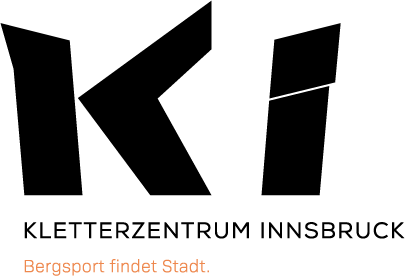 KI
KLETTERZENTRUM INNSBRUCK
Bergsport findet Stadt.